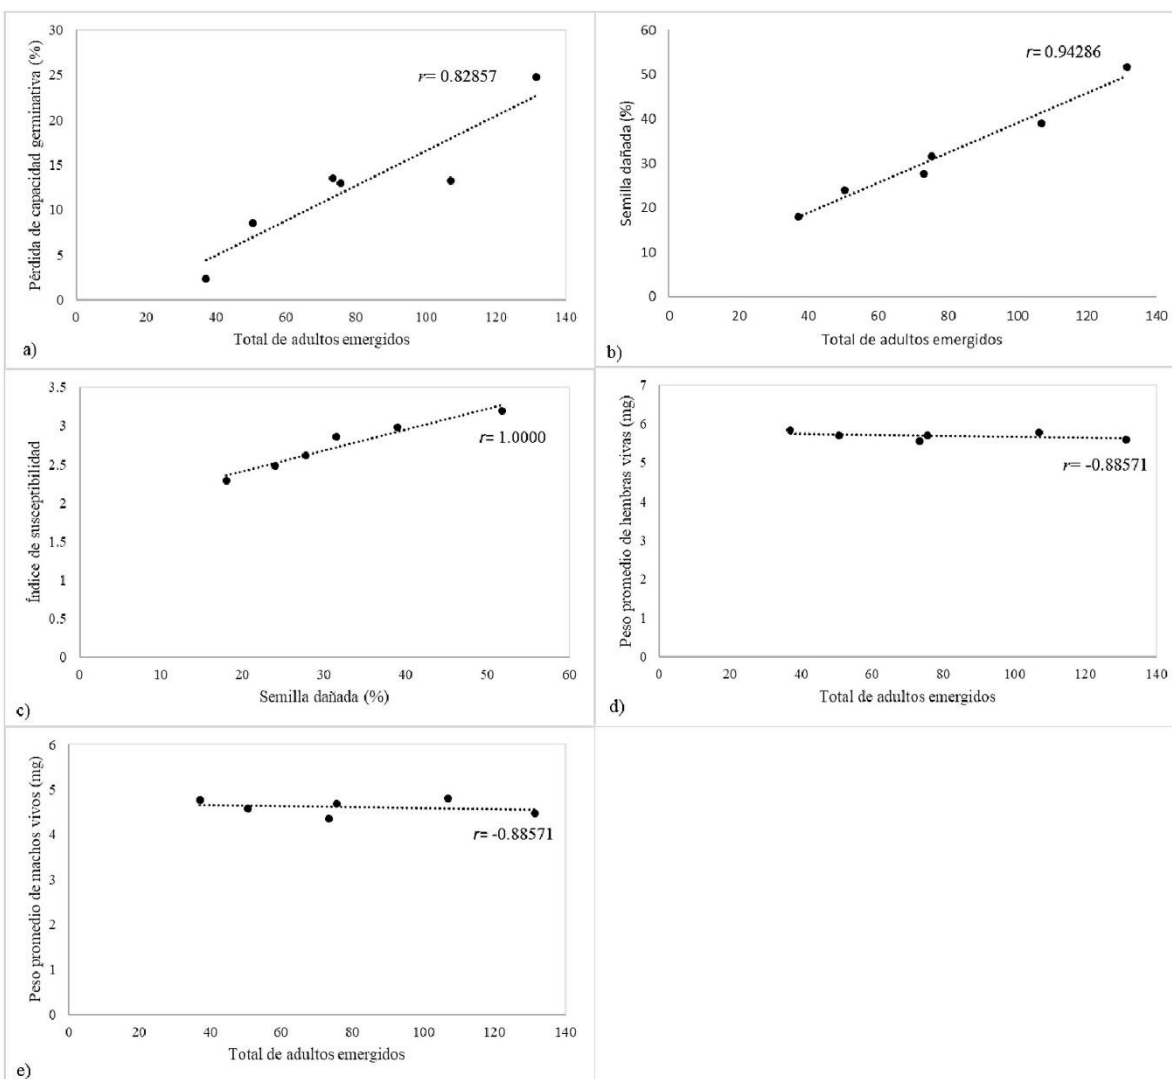 Pérdida de capacidad germinativa (%)
30
25
20
15
10
5
0
r= 0.82857
0 20 40 60 80 100 120 140
Total de adultos emergidos
a)
Semilla dañada (%)
60
50
40
30
20
10
0
r= 0.94286
0 20 40 60 80 100 120 140
Total de adultos emergidos
b)
Índice de susceptibilidad
3.5
3
2.5
2
1.5
1
0.5
0
r= 1.0000
0 10 20 30 40 50 60
Semilla dañada (%)
c)
Peso promedio de hembras vivas (mg)
7
6
5
4
3
2
1
0
r= -0.88571
0 20 40 60 80 100 120 140
Total de adultos emergidos
d)
Peso promedio de machos vivos (mg)
6
5
4
3
2
1
0
r= -0.88571
0 20 40 60 80 100 120 140
Total de adultos emergidos
e)